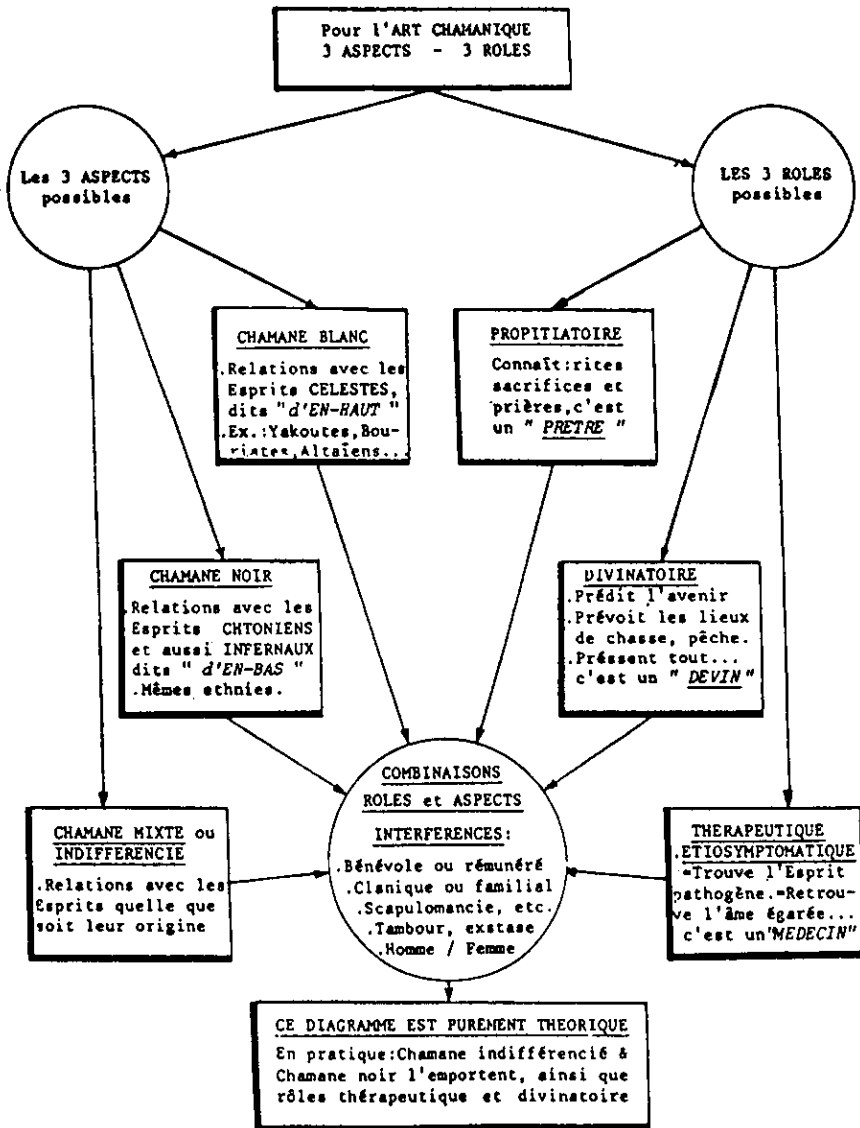 Pour l'ART CHAMANIQUE
3 ASPECTS - 3 ROLES
Les 3 ASPECTS
possibles
LES 3 ROLES
possibles
CHAMANE BLANC
.Relations avec les
Esprits CELESTES,
dits "d'EN-HAUT "
.Ex.:Yakoutes,Bou-
riates,Altaïens...
PROPITIATOIRE
Connaît:rites
sacrifices et
prières,c'est
un " PRETRE "
CHAMANE NOIR
.Relations avec les
Esprits CHTONIENS
et aussi INFERNAUX
dits " d'EN-BAS "
.Mêmes ethnies.
DIVINATOIRE
.Prédit l'avenir
.Prévoit les lieux
de chasse, pêche.
.Préssent tout...
c'est un " DEVIN"
CHAMANE MIXTE ou
INDIFFERENCIE
.Relations avec les
Esprits quelle que
soit leur origine
COMBINAISONS
ROLES et ASPECTS
INTERFERENCES:
.Bénévole ou rémunéré
.Clanique ou familial
.Scapulomancie, etc.
.Tambour, exstase
.Homme / Femme
THERAPEUTIQUE
.ETIOSYMPTOMATIQUE
=Trouve l'Esprit
pathogène.=Retrou-
ve l'âme égarée...
c'est un"MEDECIN"
CE DIAGRAMME EST PUREMENT THEORIQUE
En pratique:Chamane indifférencié &
Chamane noir l'emportent, ainsi que
rôles thérapeutique et divinatoire